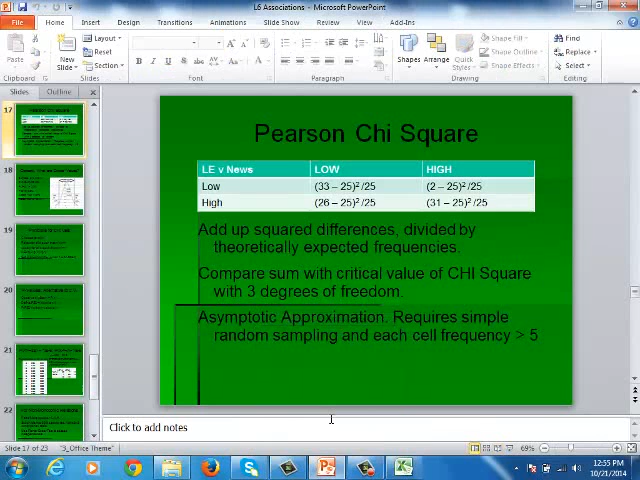 L6 Associations - Microsoft PowerPoint
File Home Insert Design Transitions Animations Slide Show Review View Add-Ins
Paste
New Slide
Layout
Reset
Section
Shapes
Arrange
Quick Styles
Shape Fill
Shape Outline
Shape Effects
Find
Replace
Select
Clipboard Slides Font Paragraph Drawing Editing
Slides Outline
17
18
19
20
21
22
Pearson Chi Square
LE v News LOW HIGH
Low (33 – 25)²/25 (2 – 25)²/25
High (26 – 25)²/25 (31 – 25)²/25
Add up squared differences, divided by
theoretically expected frequencies.
Compare sum with critical value of CHI Square
with 3 degrees of freedom.
Asymptotic Approximation. Requires simple
random sampling and each cell frequency > 5
Click to add notes
Slide 17 of 23 "3_Office Theme" 69%
12:55 PM
10/21/2014